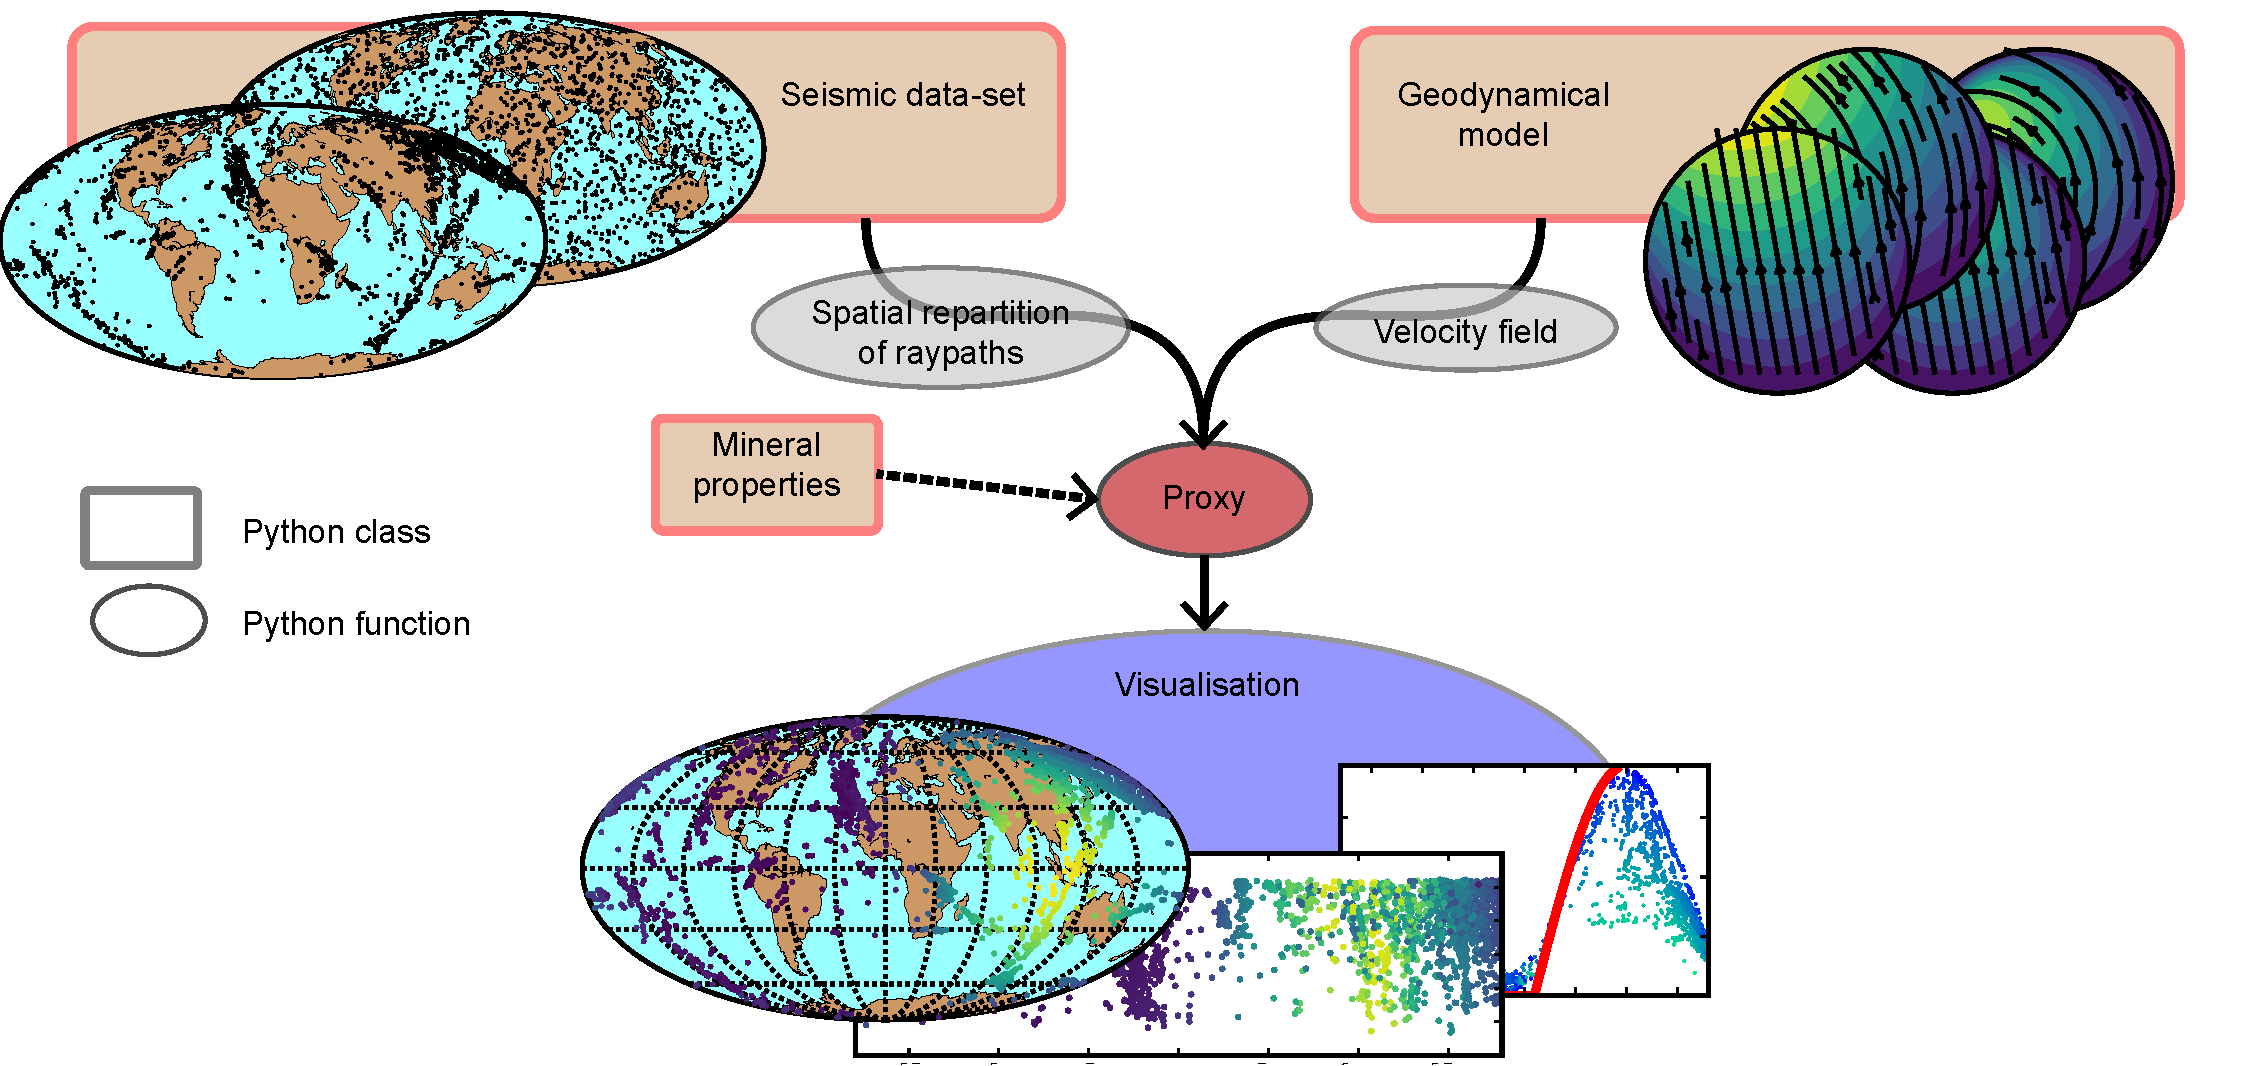 Seismic data-set
Geodynamical
model
Spatial repartition
of raypaths
Velocity field
Mineral
properties
Proxy
Python class
Python function
Visualisation